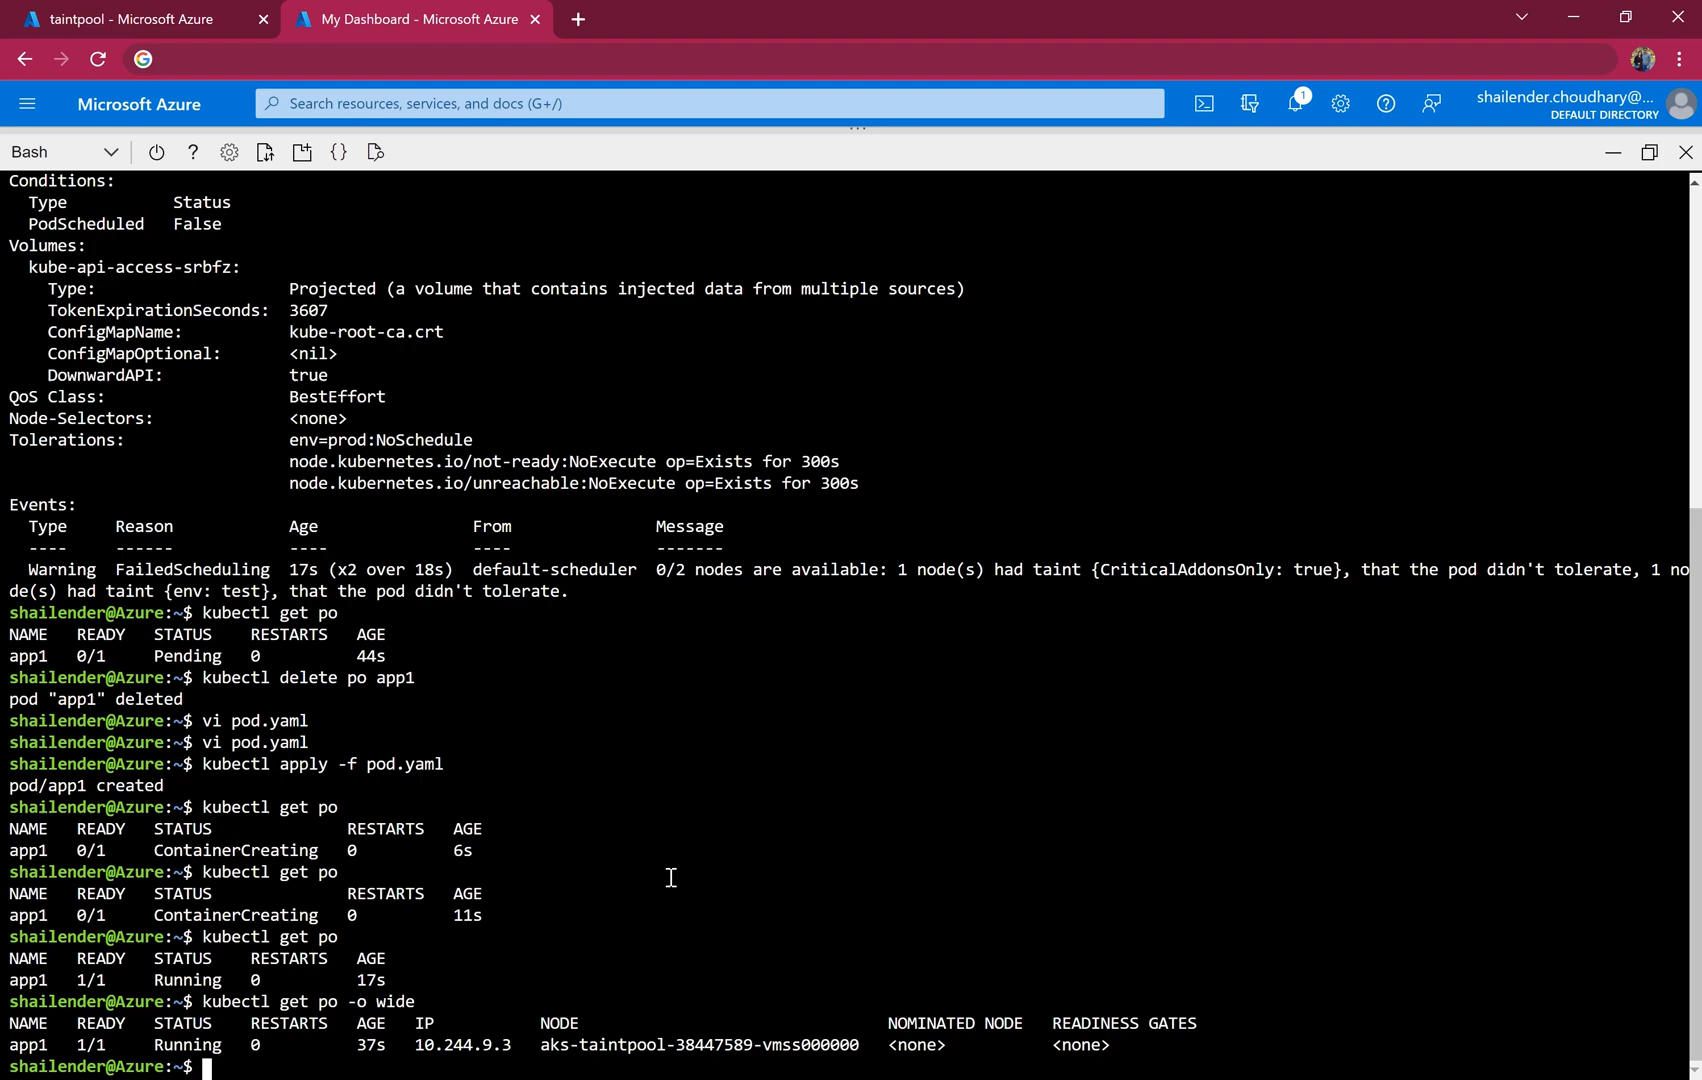 taintpool - Microsoft Azure
My Dashboard - Microsoft Azure
Microsoft Azure
Search resources, services, and docs (G+/)
1
shailender.choudhary@...
DEFAULT DIRECTORY
Bash
Conditions:
Type Status
PodScheduled False
Volumes:
kube-api-access-srbfz:
Type: Projected (a volume that contains injected data from multiple sources)
TokenExpirationSeconds: 3607
ConfigMapName: kube-root-ca.crt
ConfigMapOptional: <nil>
DownwardAPI: true
QoS Class: BestEffort
Node-Selectors: <none>
Tolerations: env=prod:NoSchedule
node.kubernetes.io/not-ready:NoExecute op=Exists for 300s
node.kubernetes.io/unreachable:NoExecute op=Exists for 300s
Events:
Type Reason Age From Message
---- ------ ---- ---- -------
Warning FailedScheduling 17s (x2 over 18s) default-scheduler 0/2 nodes are available: 1 node(s) had taint {CriticalAddonsOnly: true}, that the pod didn't tolerate, 1 no
de(s) had taint {env: test}, that the pod didn't tolerate.
shailender@Azure:~$ kubectl get po
NAME READY STATUS RESTARTS AGE
app1 0/1 Pending 0 44s
shailender@Azure:~$ kubectl delete po app1
pod "app1" deleted
shailender@Azure:~$ vi pod.yaml
shailender@Azure:~$ vi pod.yaml
shailender@Azure:~$ kubectl apply -f pod.yaml
pod/app1 created
shailender@Azure:~$ kubectl get po
NAME READY STATUS RESTARTS AGE
app1 0/1 ContainerCreating 0 6s
shailender@Azure:~$ kubectl get po
NAME READY STATUS RESTARTS AGE
app1 0/1 ContainerCreating 0 11s
shailender@Azure:~$ kubectl get po
NAME READY STATUS RESTARTS AGE
app1 1/1 Running 0 17s
shailender@Azure:~$ kubectl get po -o wide
NAME READY STATUS RESTARTS AGE IP NODE NOMINATED NODE READINESS GATES
app1 1/1 Running 0 37s 10.244.9.3 aks-taintpool-38447589-vmss000000 <none> <none>
shailender@Azure:~$